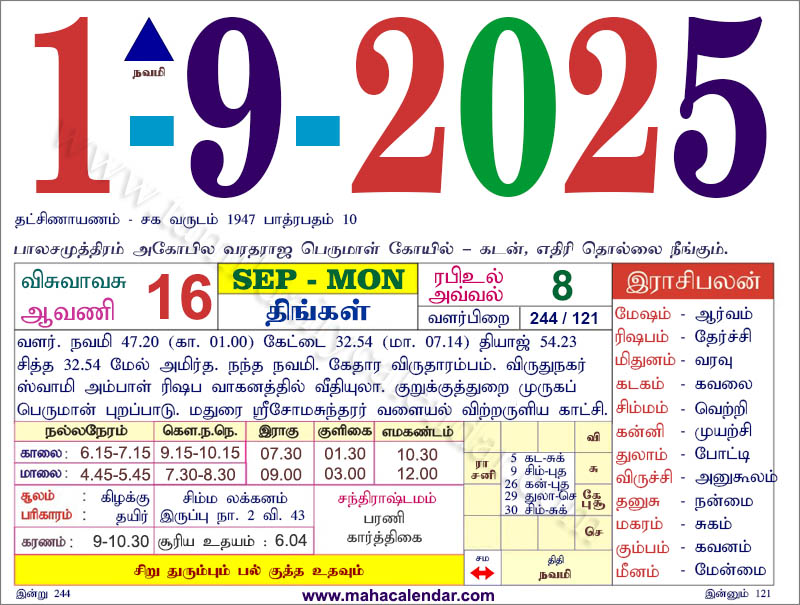 1-9-2025
நவமி
தட்சிணாயணம் - சக வருடம் 1947 பாத்ரபதம் 10
பாலசமுத்திரம் அகோபில வரதராஜ பெருமாள் கோயில் – கடன், எதிரி தொல்லை நீங்கும்.
விசுவாவசு
ஆவணி 16
SEP - MON
திங்கள்
ரபிஉல் அவ்வல் 8
வளர்பிறை 244 / 121
வளர். நவமி 47.20 (கா. 01.00) கேட்டை 32.54 (மா. 07.14) தியாஜ் 54.23
சித்த 32.54 மேல் அமிர்த. நந்த நவமி. கேதார விருதாரம்பம். விருதுநகர்
ஸ்வாமி அம்பாள் ரிஷப வாகனத்தில் வீதியுலா. குறுக்குத்துறை முருகப்
பெருமான் புறப்பாடு. மதுரை ஸ்ரீசோமசுந்தரர் வளையல் விற்றருளிய காட்சி.
இராசிபலன்
மேஷம் - ஆர்வம்
ரிஷபம் - தேர்ச்சி
மிதுனம் - வரவு
கடகம் - கவலை
சிம்மம் - வெற்றி
கன்னி - முயற்சி
துலாம் - போட்டி
விருச்சி - அனுகூலம்
தனுசு - நன்மை
மகரம் - சுகம்
கும்பம் - கவனம்
மீனம் - மேன்மை
நல்லநேரம் கௌ.ந.நெ. இராகு குளிகை எமகண்டம்
காலை: 6.15-7.15 9.15-10.15 07.30 01.30 10.30
மாலை: 4.45-5.45 7.30-8.30 09.00 03.00 12.00
சூலம் : கிழக்கு
பரிகாரம் : தயிர்
சிம்ம லக்கனம்
இருப்பு நா. 2 வி. 43
சந்திராஷ்டமம்
பரணி
கார்த்திகை
கரணம் : 9-10.30 சூரிய உதயம் : 6.04
சிறு துரும்பும் பல் குத்த உதவும்
வி
ரா
சனி
5 கட-சுக்
9 சிம்-புத
26 கன்-புத
29 துலா-செ
30 சிம்-சுக்
சு
கே
பு சூ
செ
சம
திதி
நவமி
இன்று 244
www.mahacalendar.com
இன்னும் 121